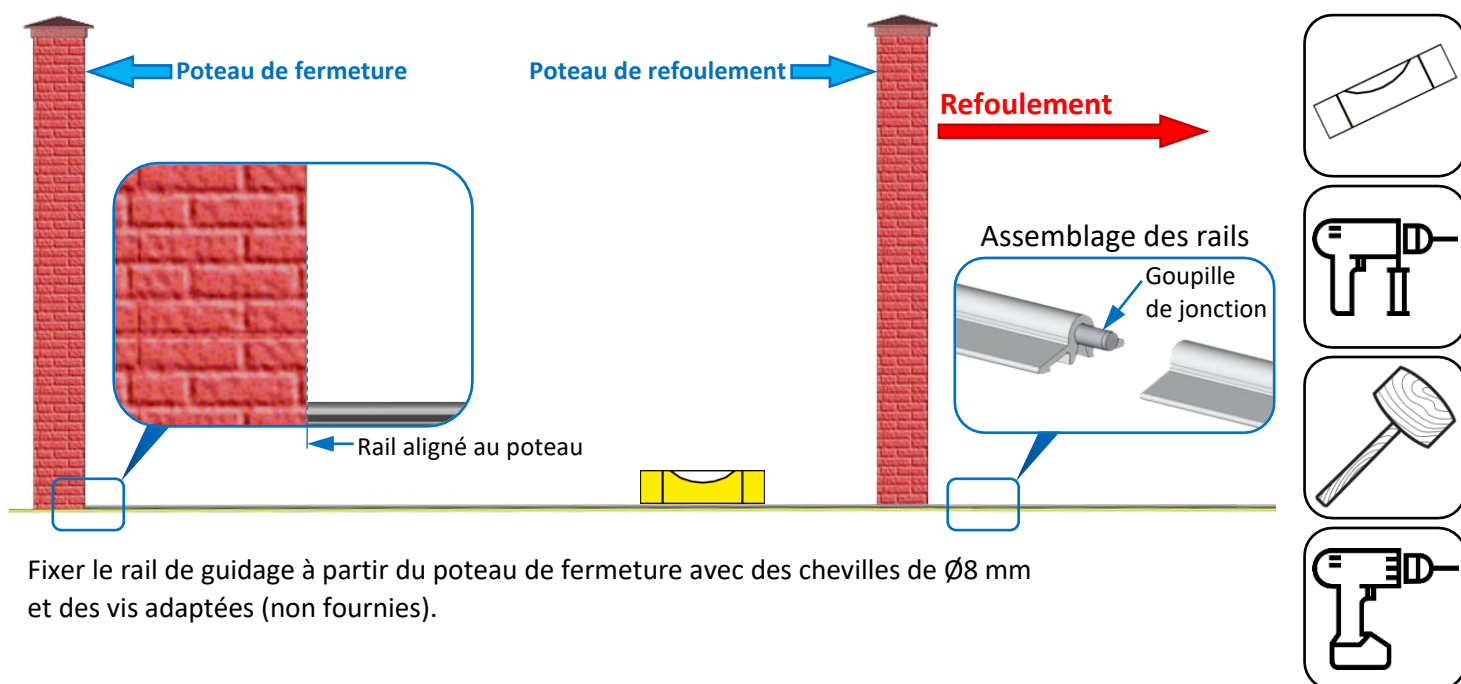 Poteau de fermeture
Poteau de refoulement
Refoulement
Assemblage des rails
Goupille
de jonction
Rail aligné au poteau
Fixer le rail de guidage à partir du poteau de fermeture avec des chevilles de Ø8 mm
et des vis adaptées (non fournies).